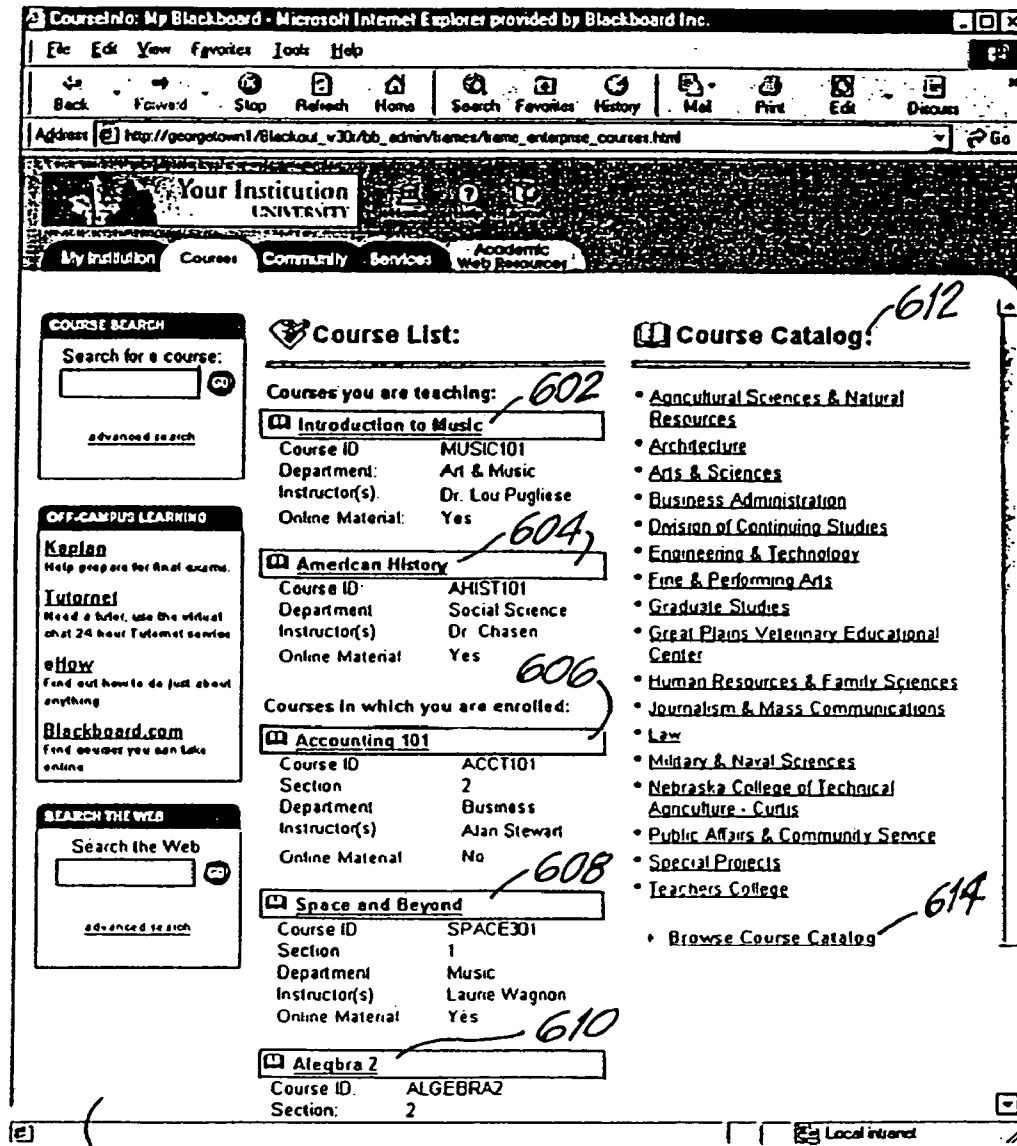 CourseInfo: My Blackboard - Microsoft Internet Explorer provided by Blackboard Inc.
File Edit View Favorites Tools Help
Back Forward Stop Refresh Home Search Favorites History Mail Print Edit Discuss
Address http://georgetown1/Blackout_v30x/bb_admin/frames/frame_enterprise_courses.html Go
Your Institution
UNIVERSITY
My Institution Courses Community Services Academic Web Resources
COURSE SEARCH
Search for a course:
GO
advanced search
OFF-CAMPUS LEARNING
Kaplan
Help prepare for final exams.
Tutornet
Need a tutor, use the virtual
chat 24 hour Tutornet service
eHow
Find out how to do just about
anything
Blackboard.com
Find courses you can take
online
SEARCH THE WEB
Search the Web
GO
advanced search
Course List:
Courses you are teaching:
602
Introduction to Music
Course ID MUSIC101
Department: Art & Music
Instructor(s). Dr. Lou Pugliese
Online Material: Yes
604
American History
Course ID: AHIST101
Department Social Science
Instructor(s) Dr Chasen
Online Material Yes
606
Courses in which you are enrolled:
Accounting 101
Course ID ACCT101
Section 2
Department Business
Instructor(s) Alan Stewart
Online Material No
608
Space and Beyond
Course ID SPACE301
Section 1
Department Music
Instructor(s) Laurie Wagnon
Online Material Yes
610
Aleqbra 2
Course ID. ALGEBRA2
Section: 2
612
Course Catalog:
• Agricultural Sciences & Natural
Resources
• Architecture
• Arts & Sciences
• Business Administration
• Division of Continuing Studies
• Engineering & Technology
• Fine & Performing Arts
• Graduate Studies
• Great Plains Veterinary Educational
Center
• Human Resources & Family Sciences
• Journalism & Mass Communications
• Law
• Military & Naval Sciences
• Nebraska College of Technical
Agriculture - Curtis
• Public Affairs & Community Service
• Special Projects
• Teachers College
614
Browse Course Catalog
Local intranet